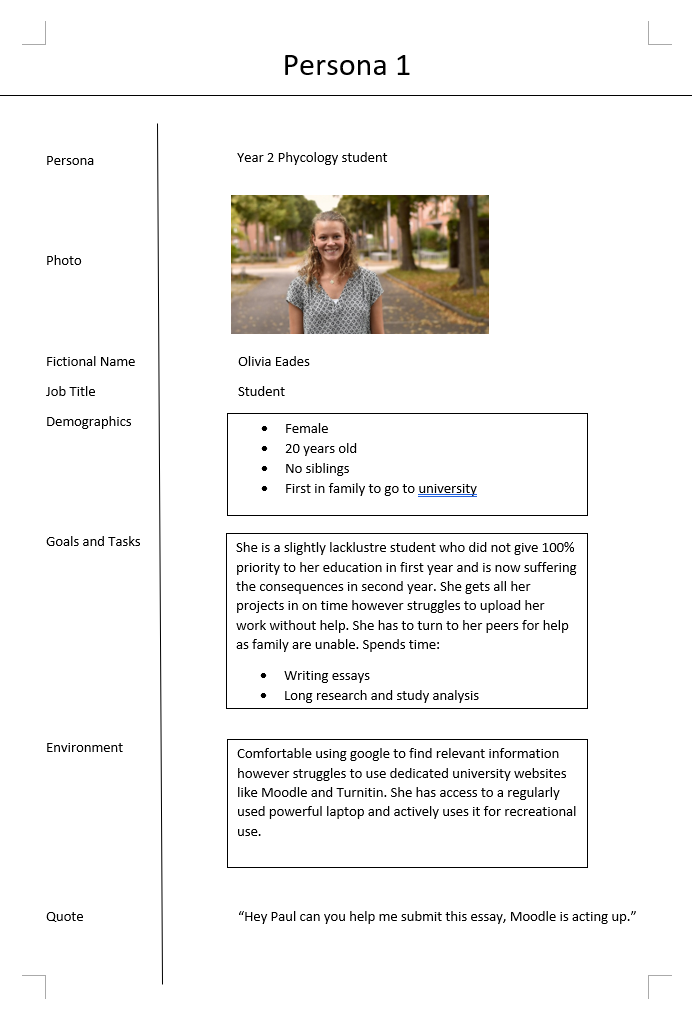 Persona 1
Persona
Year 2 Phycology student
Photo
Fictional Name
Olivia Eades
Job Title
Student
Demographics
• Female
• 20 years old
• No siblings
• First in family to go to university
Goals and Tasks
She is a slightly lacklustre student who did not give 100%
priority to her education in first year and is now suffering
the consequences in second year. She gets all her
projects in on time however struggles to upload her
work without help. She has to turn to her peers for help
as family are unable. Spends time:
• Writing essays
• Long research and study analysis
Environment
Comfortable using google to find relevant information
however struggles to use dedicated university websites
like Moodle and Turnitin. She has access to a regularly
used powerful laptop and actively uses it for recreational
use.
Quote
“Hey Paul can you help me submit this essay, Moodle is acting up.”